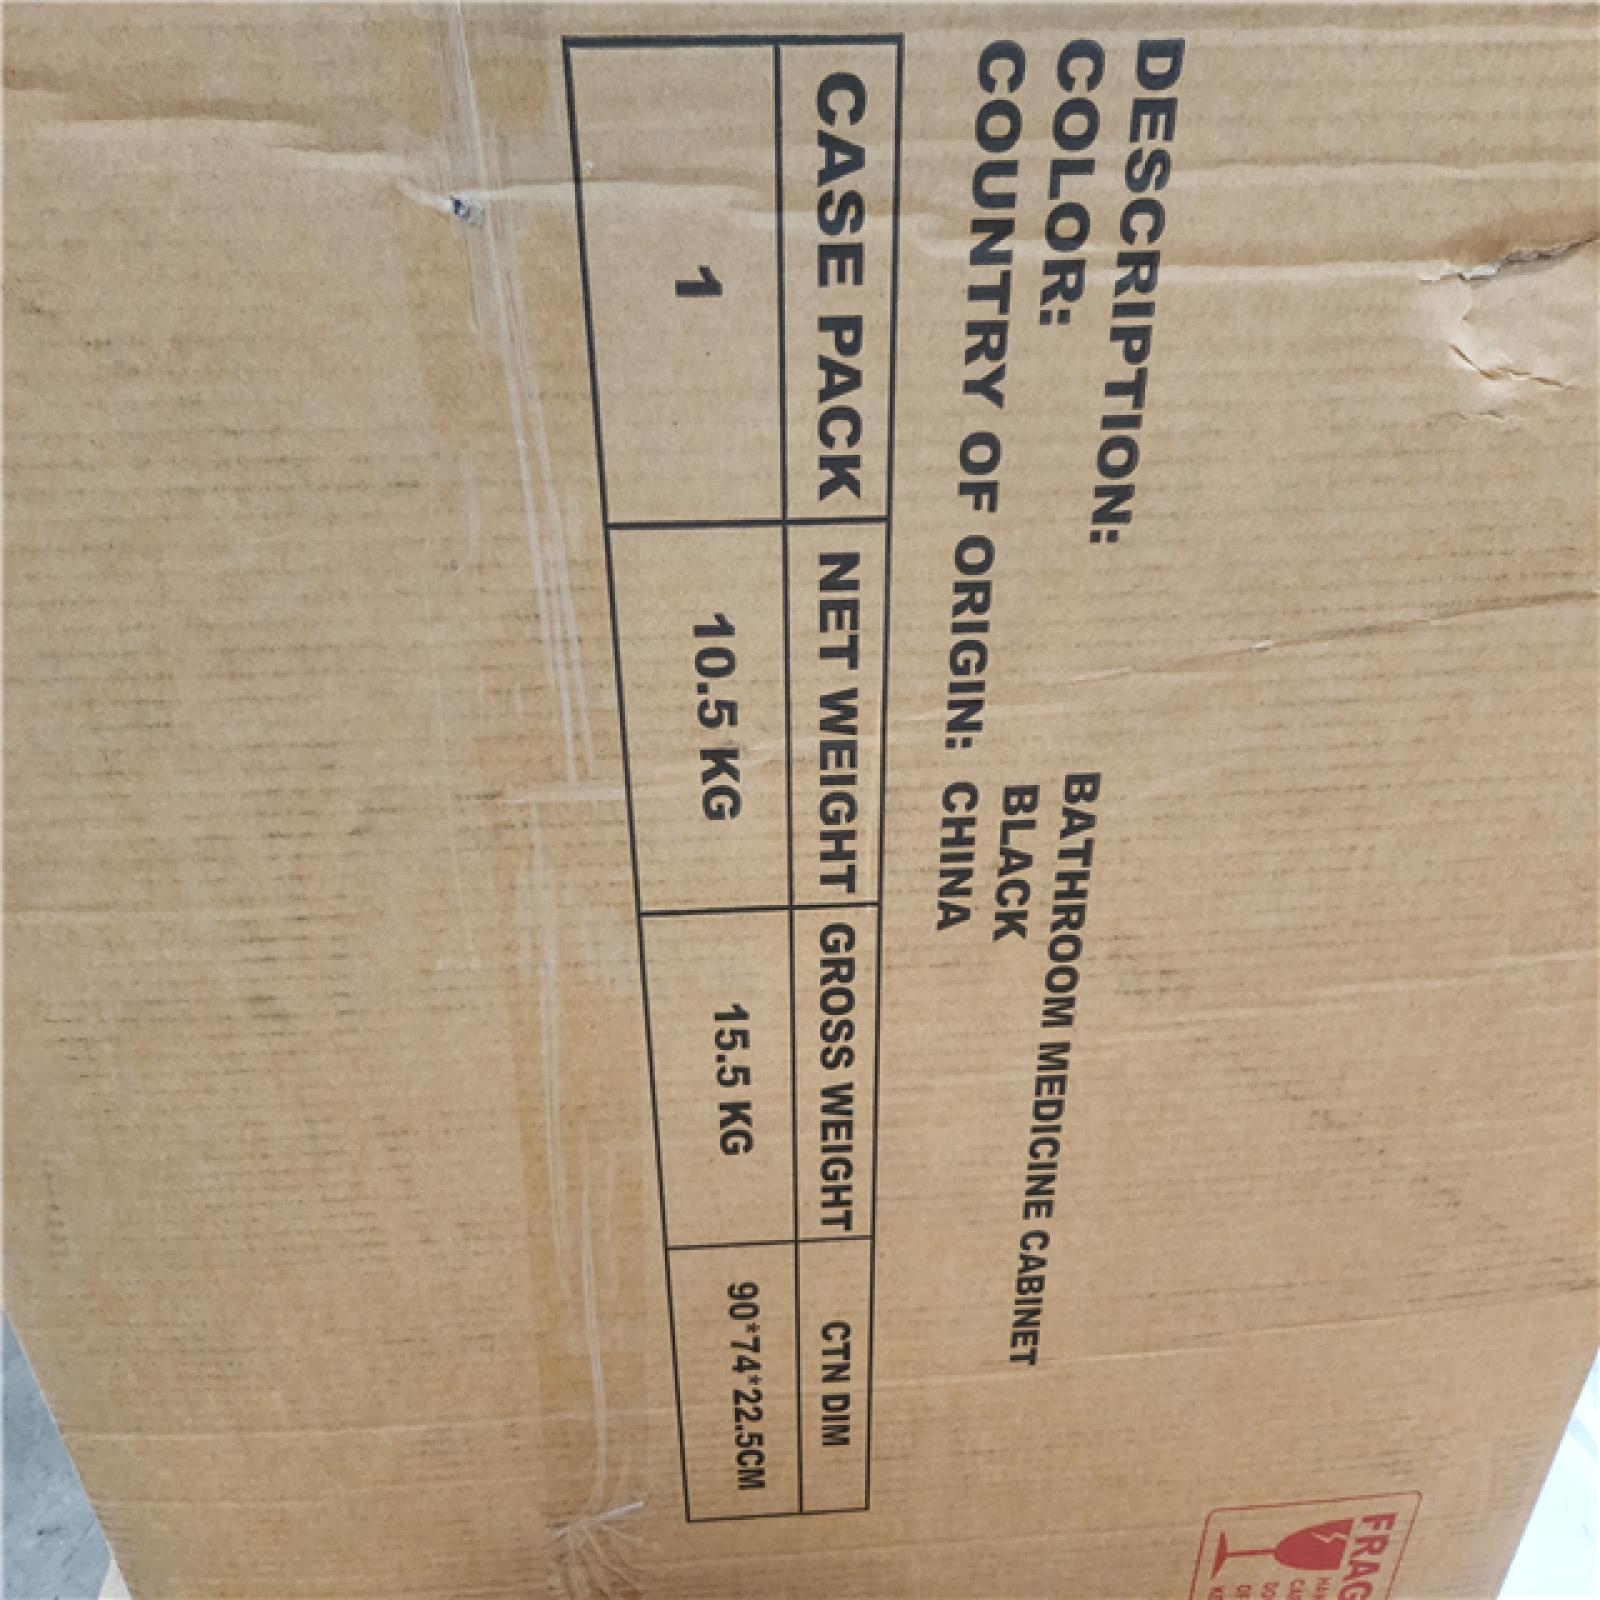 DESCRIPTION: BATHROOM MEDICINE CABINET
COLOR: BLACK
COUNTRY OF ORIGIN: CHINA
CASE PACK NET WEIGHT GROSS WEIGHT CTN DIM
1 10.5 KG 15.5 KG 90*74*22.5CM
FRAG